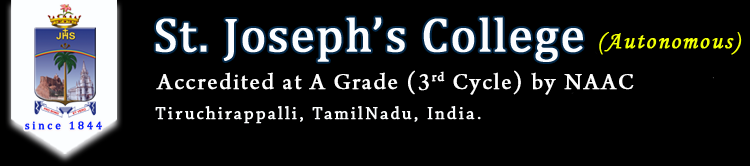 JHS
since 1844
St. Joseph's College (Autonomous)
Accredited at A Grade (3rd Cycle) by NAAC
Tiruchirappalli, TamilNadu, India.